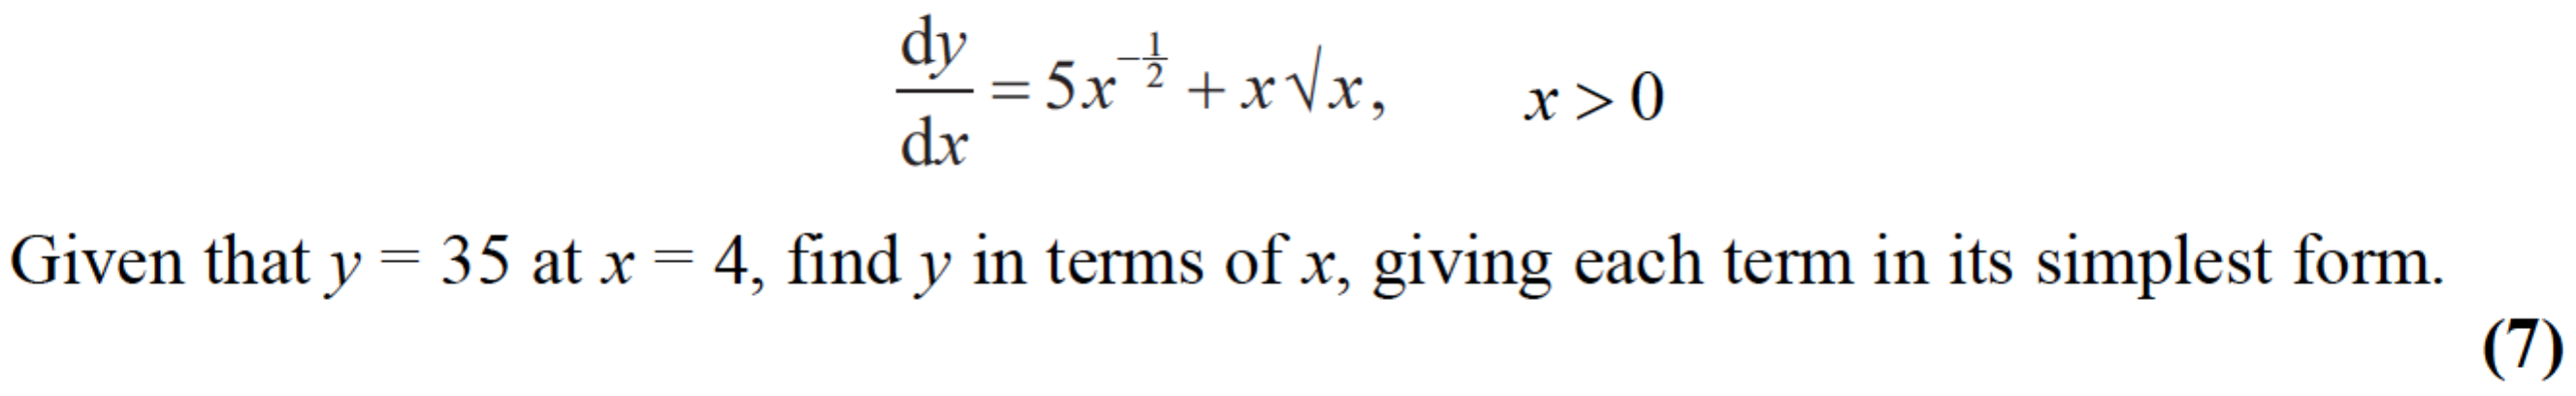 dy/dx = 5x^(-1/2) + x√x, x > 0
Given that y = 35 at x = 4, find y in terms of x, giving each term in its simplest form.
(7)